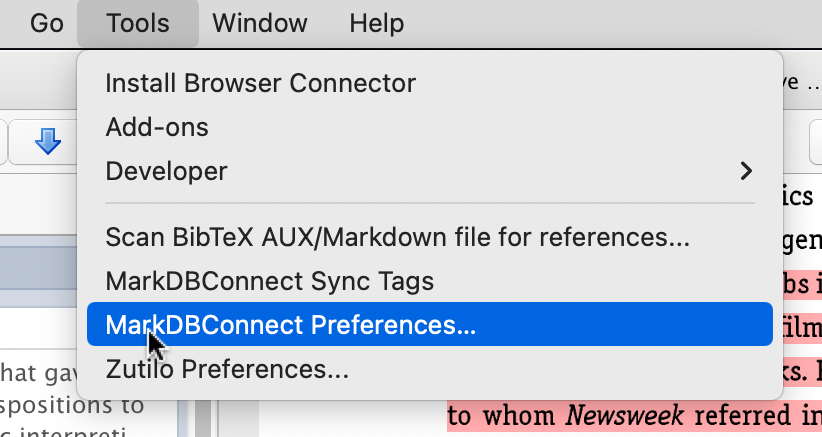 Go Tools Window Help
Install Browser Connector
ve ...
Add-ons
Developer
ics
Scan BibTeX AUX/Markdown file for references...
gen
MarkDBConnect Sync Tags
bs i
MarkDBConnect Preferences...
film
Zutilo Preferences...
hat gav
ks.
spositions to
to whom Newsweek referred in
c interpreti